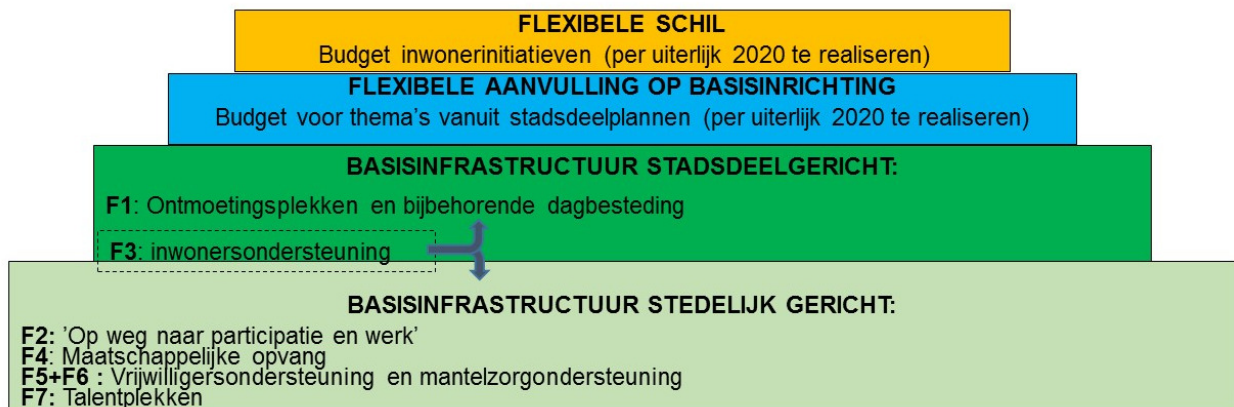 FLEXIBELE SCHIL
Budget inwonerinitiatieven (per uiterlijk 2020 te realiseren)
FLEXIBELE AANVULLING OP BASISINRICHTING
Budget voor thema's vanuit stadsdeelplannen (per uiterlijk 2020 te realiseren)
BASISINFRASTRUCTUUR STADSDEELGERICHT:
F1: Ontmoetingsplekken en bijbehorende dagbesteding
F3: inwonersondersteuning
BASISINFRASTRUCTUUR STEDELIJK GERICHT:
F2: 'Op weg naar participatie en werk'
F4: Maatschappelijke opvang
F5+F6 : Vrijwilligersondersteuning en mantelzorgondersteuning
F7: Talentplekken